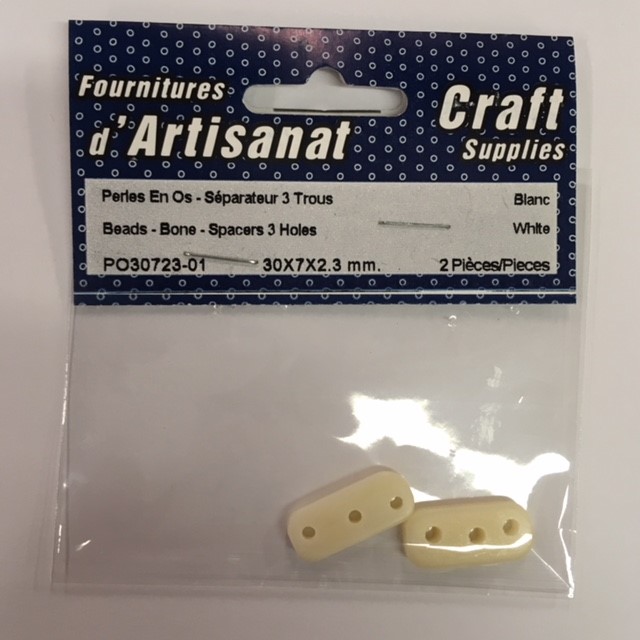 Fournitures
d'Artisanat
Craft
Supplies
Perles En Os - Séparateur 3 Trous Blanc
Beads - Bone - Spacers 3 Holes White
PO30723-01 30X7X2.3 mm. 2 Pièces/Pieces